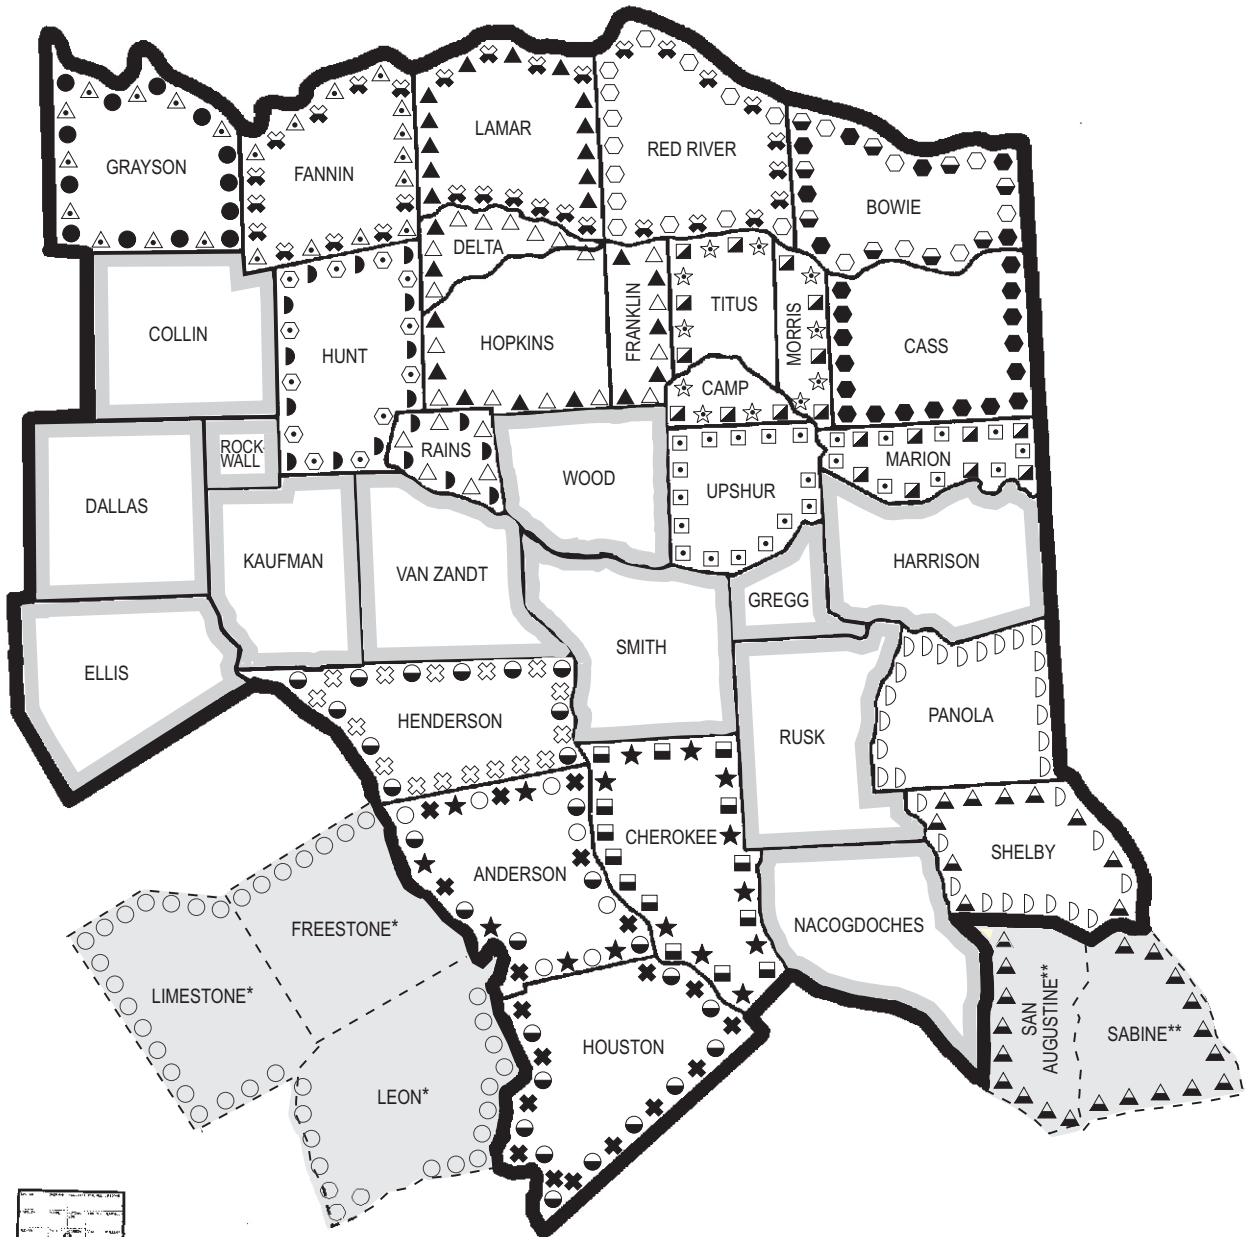 GRAYSON
FANNIN
LAMAR
RED RIVER
BOWIE
DELTA
COLLIN
HUNT
HOPKINS
FRANKLIN
TITUS
MORRIS
CASS
CAMP
ROCK-
WALL
RAINS
WOOD
UPSHUR
MARION
DALLAS
KAUFMAN
VAN ZANDT
SMITH
GREGG
HARRISON
ELLIS
HENDERSON
RUSK
PANOLA
ANDERSON
CHEROKEE
SHELBY
NACOGDOCHES
FREESTONE*
LIMESTONE*
LEON*
HOUSTON
SAN
AUGUSTINE**
SABINE**